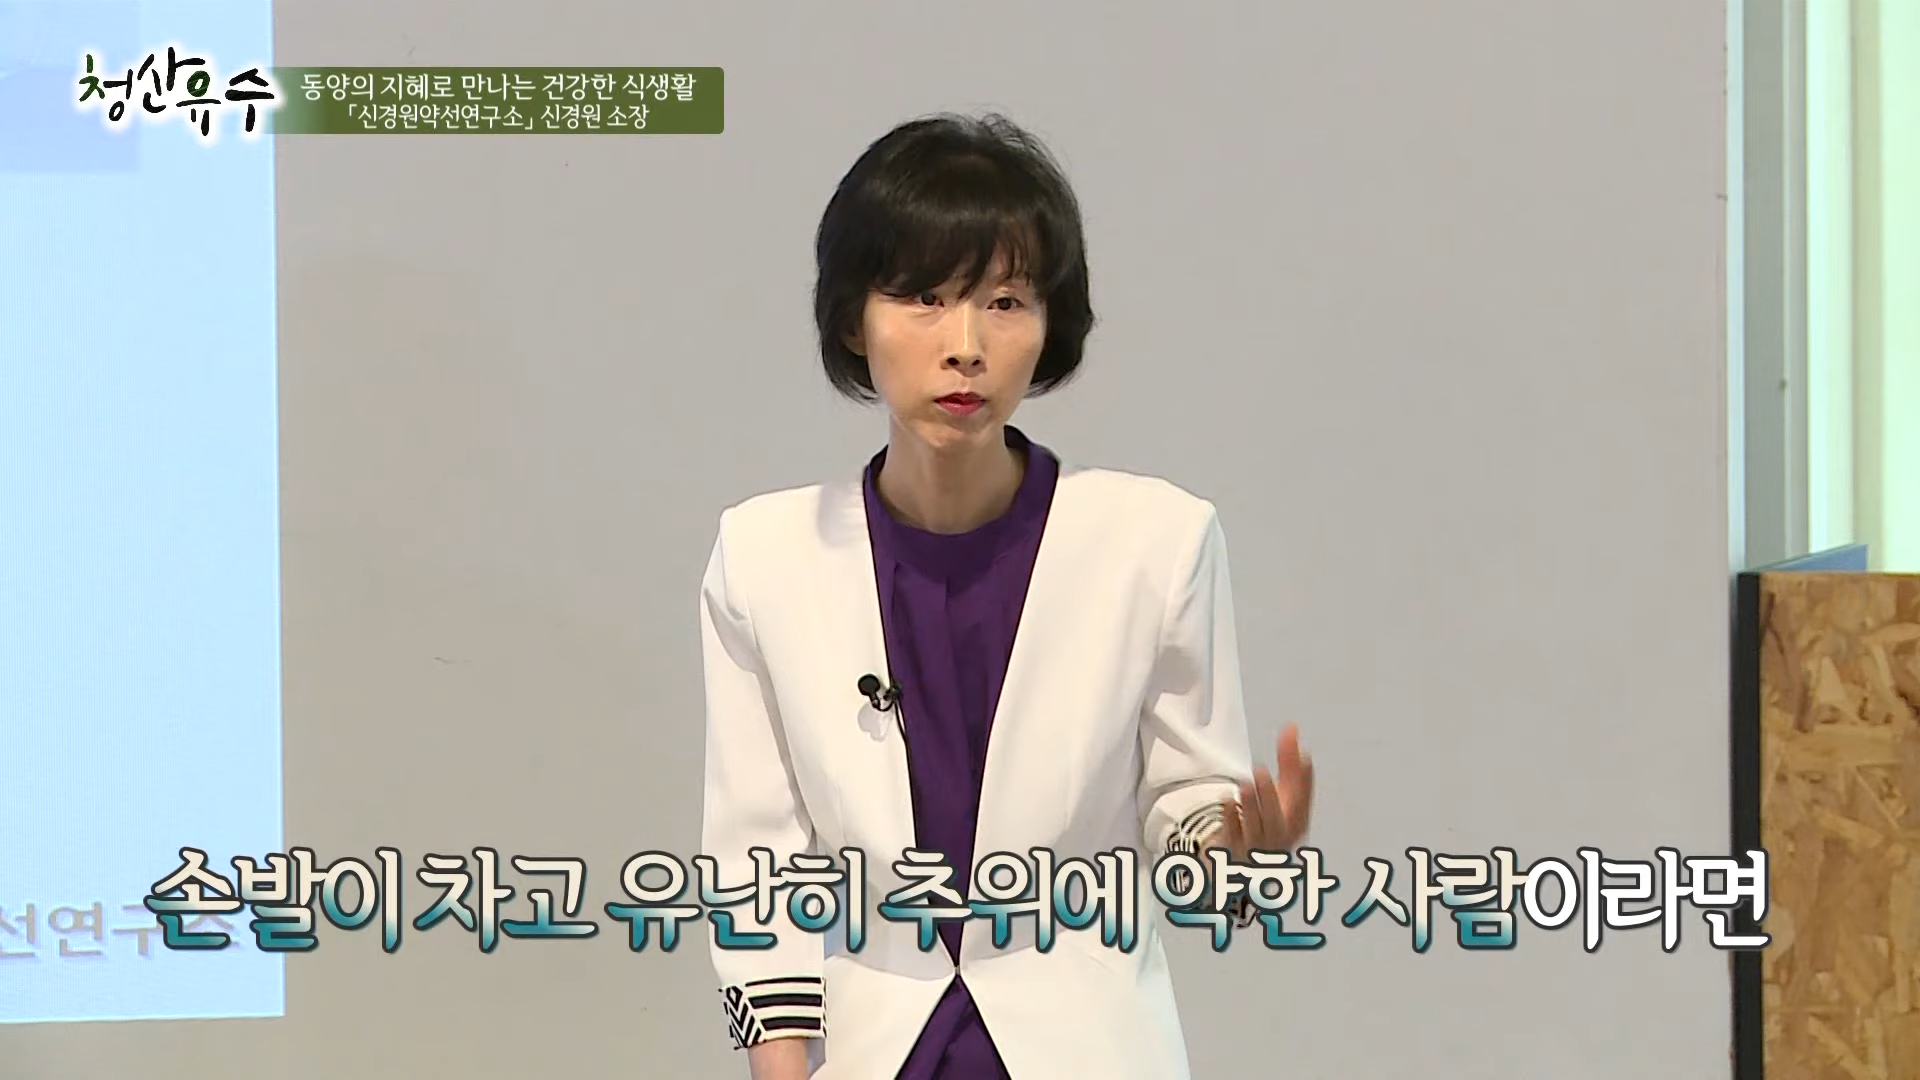 청산유수
동양의 지혜로 만나는 건강한 식생활
「신경원약선연구소」 신경원 소장
선연구소
손발이 차고 유난히 추위에 약한 사람이라면